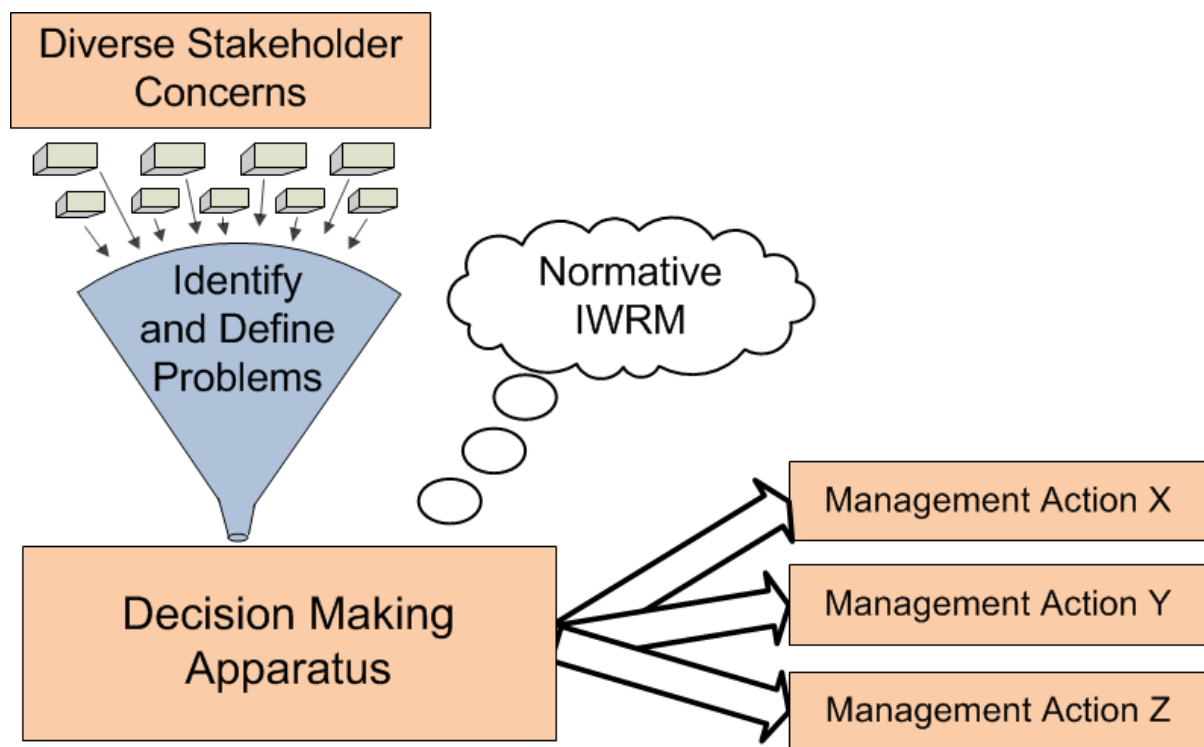 Diverse Stakeholder
Concerns
Identify
and Define
Problems
Normative
IWRM
Decision Making
Apparatus
Management Action X
Management Action Y
Management Action Z